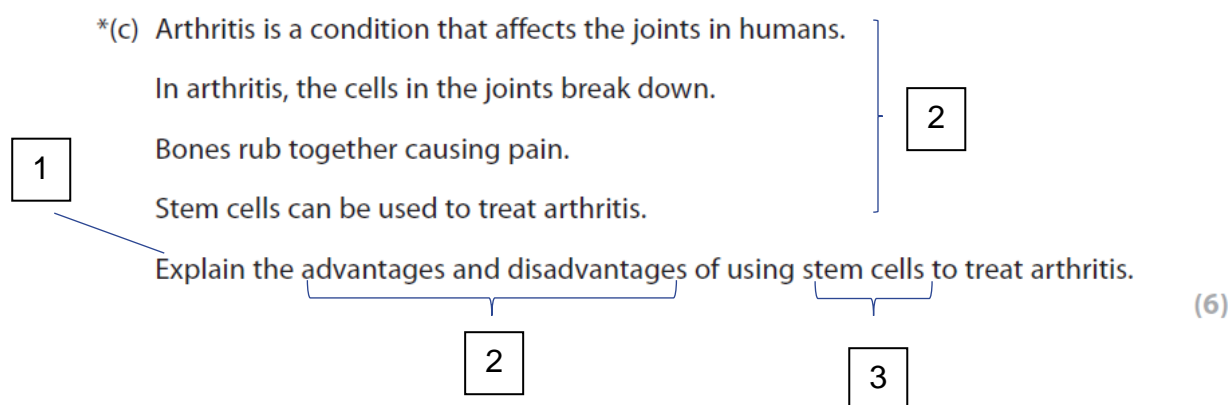 *(c) Arthritis is a condition that affects the joints in humans.
In arthritis, the cells in the joints break down.
2
Bones rub together causing pain.
1
Stem cells can be used to treat arthritis.
Explain the advantages and disadvantages of using stem cells to treat arthritis.
(6)
2
3